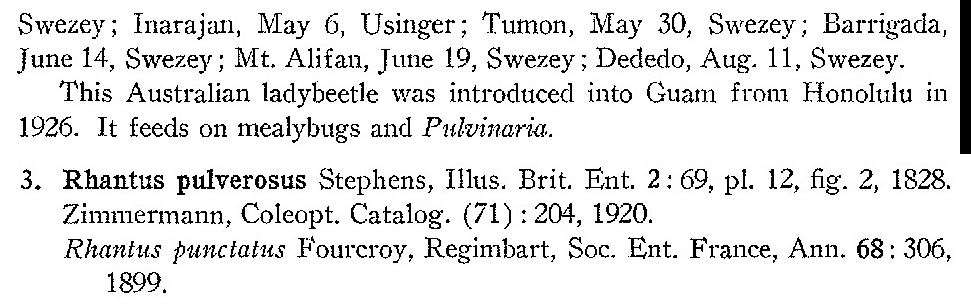 Swezey; Inarajan, May 6, Usinger; Tumon, May 30, Swezey; Barrigada,
June 14, Swezey; Mt. Alifan, June 19, Swezey; Dededo, Aug. 11, Swezey.
This Australian ladybeetle was introduced into Guam from Honolulu in
1926. It feeds on mealybugs and Pulvinaria.
3. Rhantus pulverosus Stephens, Illus. Brit. Ent. 2: 69, pl. 12, fig. 2, 1828.
Zimmermann, Coleopt. Catalog. (71): 204, 1920.
Rhantus punctatus Fourcroy, Regimbart, Soc. Ent. France, Ann. 68: 306,
1899.